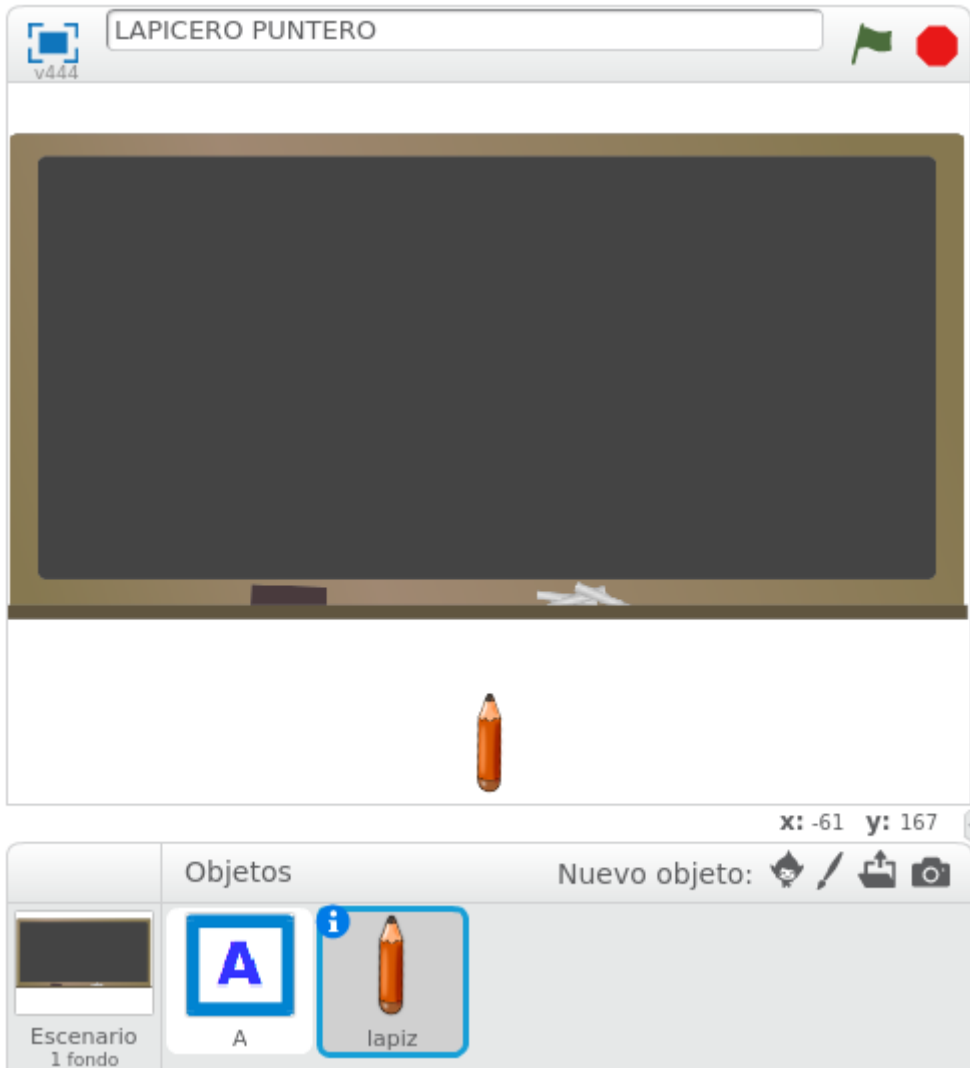 LAPICERO PUNTERO
v444
x: -61 y: 167
Objetos
Nuevo objeto:
A
Escenario
1 fondo
A
lapiz